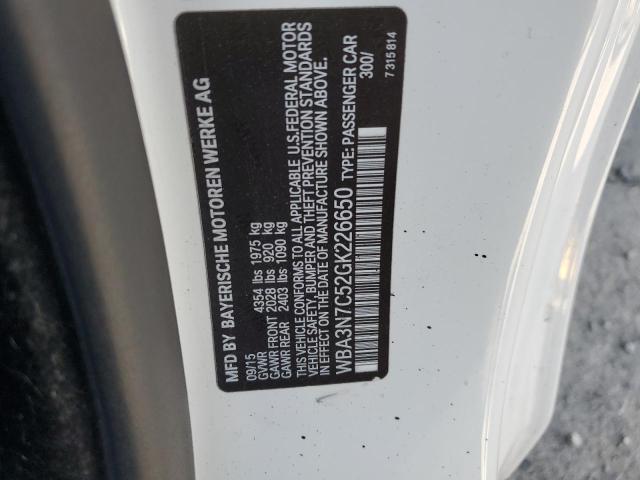 MFD BY BAYERISCHE MOTOREN WERKE AG
09/15
GVWR 4354 lbs 1975 kg
GAWR FRONT 2028 lbs 920 kg
GAWR REAR 2403 lbs 1090 kg
THIS VEHICLE CONFORMS TO ALL APPLICABLE U.S.FEDERAL MOTOR
VEHICLE SAFETY, BUMPER AND THEFT PREVENTION STANDARDS
IN EFFECT ON THE DATE OF MANUFACTURE SHOWN ABOVE.
WBA3N7C52GK226650 TYPE: PASSENGER CAR
300/
7 315 814